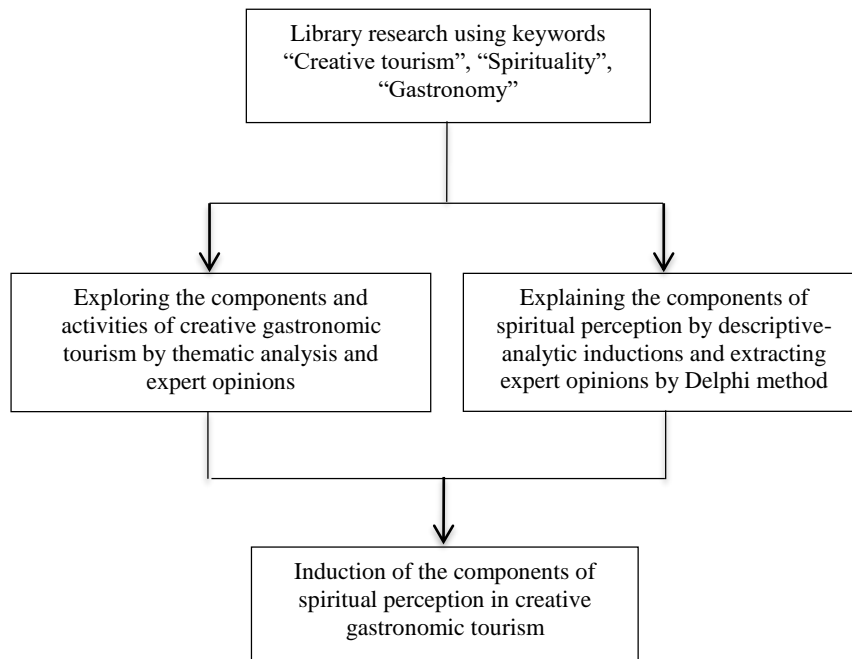 Library research using keywords
“Creative tourism”, “Spirituality”,
“Gastronomy”
Exploring the components and
activities of creative gastronomic
tourism by thematic analysis and
expert opinions
Explaining the components of
spiritual perception by descriptive-
analytic inductions and extracting
expert opinions by Delphi method
Induction of the components of
spiritual perception in creative
gastronomic tourism